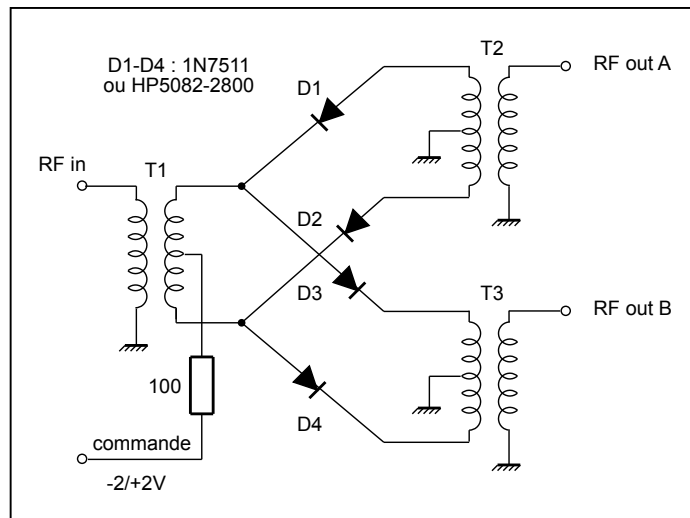 D1-D4 : 1N7511
ou HP5082-2800
D1
T2
RF out A
RF in
T1
D2
D3
T3
RF out B
100
D4
commande
-2/+2V